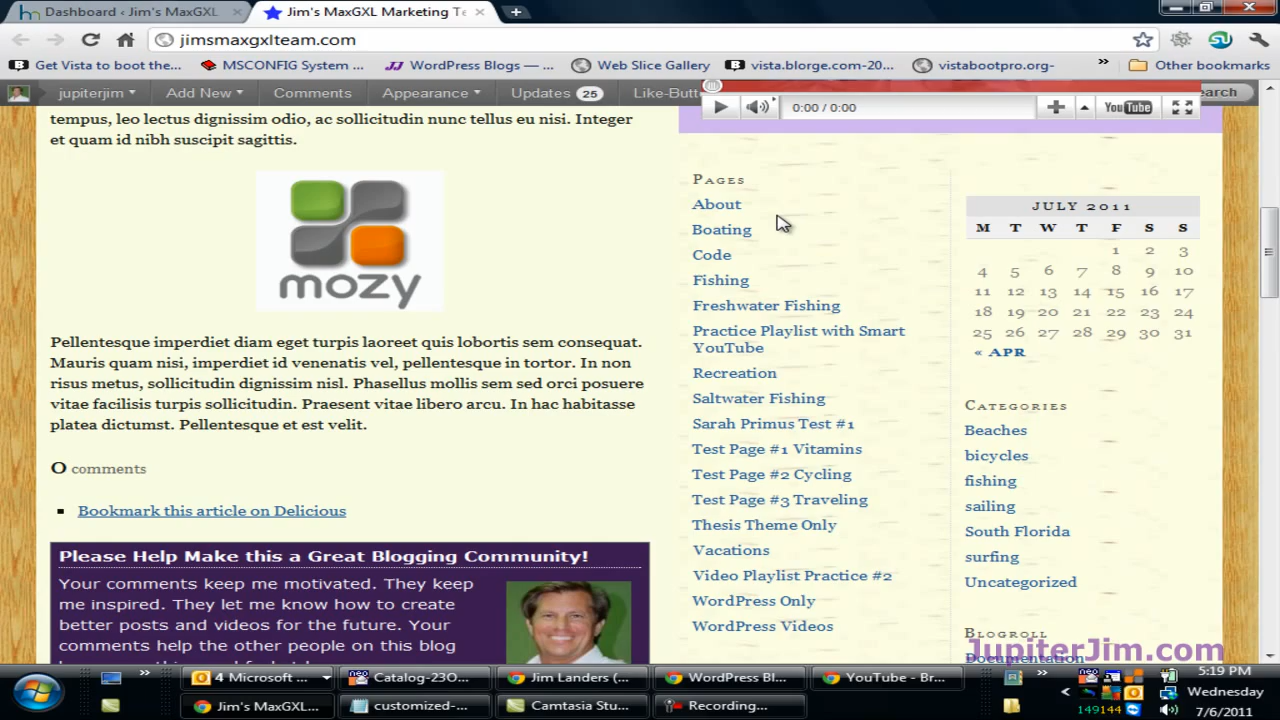 Dashboard ‹ Jim's MaxGXL
Jim's MaxGXL Marketing Te
jimsmaxgxlteam.com
Get Vista to boot the...
MSCONFIG System ...
WordPress Blogs — ...
Web Slice Gallery
vista.blorge.com-20...
vistabootpro.org-
»
Other bookmarks
jupiterjim
Add New
Comments
Appearance
Updates 25
Like-Butt
earch
0:00 / 0:00
YouTube
tempus, leo lectus dignissim odio, ac sollicitudin nunc tellus eu nisi. Integer
et quam id nibh suscipit sagittis.
mozy
Pellentesque imperdiet diam eget turpis laoreet quis lobortis sem consequat.
Mauris quam nisi, imperdiet id venenatis vel, pellentesque in tortor. In non
risus metus, sollicitudin dignissim nisl. Phasellus mollis sem sed orci posuere
vitae facilisis turpis sollicitudin. Praesent vitae libero arcu. In hac habitasse
platea dictumst. Pellentesque et est velit.
0 comments
Bookmark this article on Delicious
Please Help Make this a Great Blogging Community!
Your comments keep me motivated. They keep
me inspired. They let me know how to create
better posts and videos for the future. Your
comments help the other people on this blog
Pages
About
Boating
Code
Fishing
Freshwater Fishing
Practice Playlist with Smart
YouTube
Recreation
Saltwater Fishing
Sarah Primus Test #1
Test Page #1 Vitamins
Test Page #2 Cycling
Test Page #3 Traveling
Thesis Theme Only
Vacations
Video Playlist Practice #2
WordPress Only
WordPress Videos
JULY 2011
M T W T F S S
1 2 3
4 5 6 7 8 9 10
11 12 13 14 15 16 17
18 19 20 21 22 23 24
25 26 27 28 29 30 31
« APR
Categories
Beaches
bicycles
fishing
sailing
South Florida
surfing
Uncategorized
Blogroll
Documentation
JupiterJim.com
»
4 Microsoft ...
Catalog-23O...
Jim Landers (...
WordPress Bl...
YouTube - Br...
»
5:19 PM
Jim's MaxGXL...
customized-...
Camtasia Stu...
Recording...
Wednesday
149144
7/6/2011